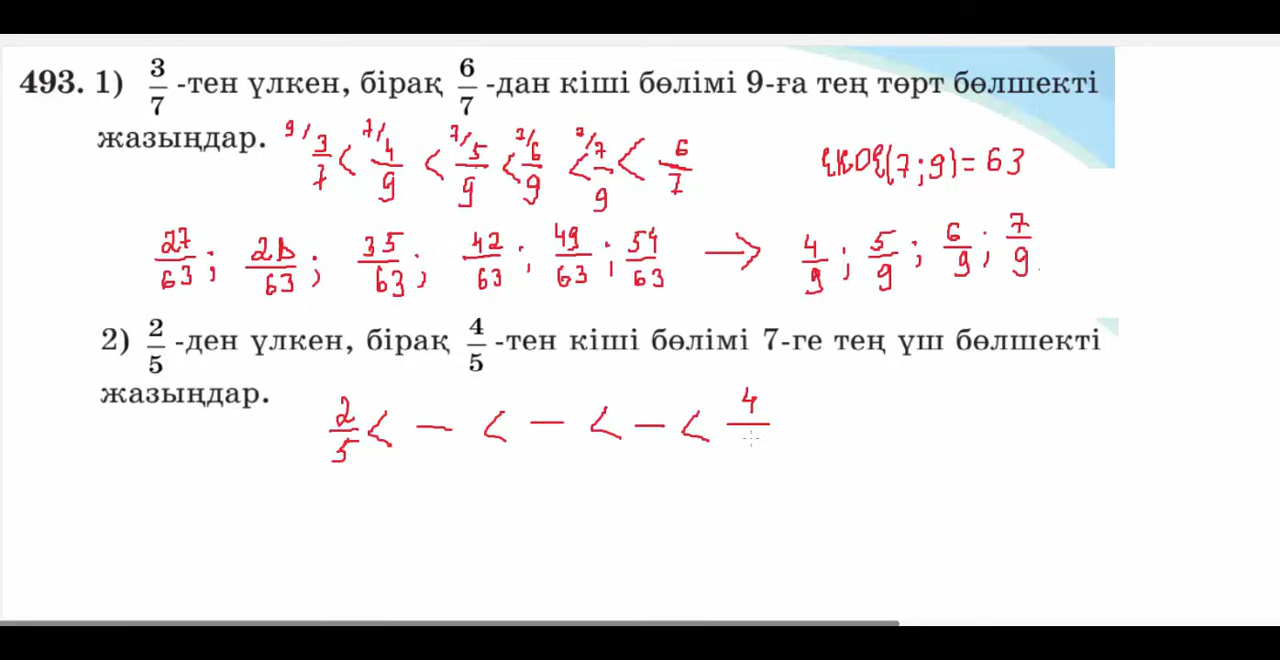 493. 1) 3/7 -тен үлкен, бірақ 6/7 -дан кіші бөлімі 9-ға тең төрт бөлшекті
жазыңдар. 9/ 3/7 < 7/ 4/9 < 7/ 5/9 < 7/ 6/9 < 7/ 7/9 < 6/7 ЕКОЕ(7;9)=63
27/63; 28/63; 35/63; 42/63; 49/63; 54/63 → 4/9; 5/9; 6/9; 7/9.
2) 2/5 -ден үлкен, бірақ 4/5 -тен кіші бөлімі 7-ге тең үш бөлшекті
жазыңдар.
2/5 < — < — < — < 4/